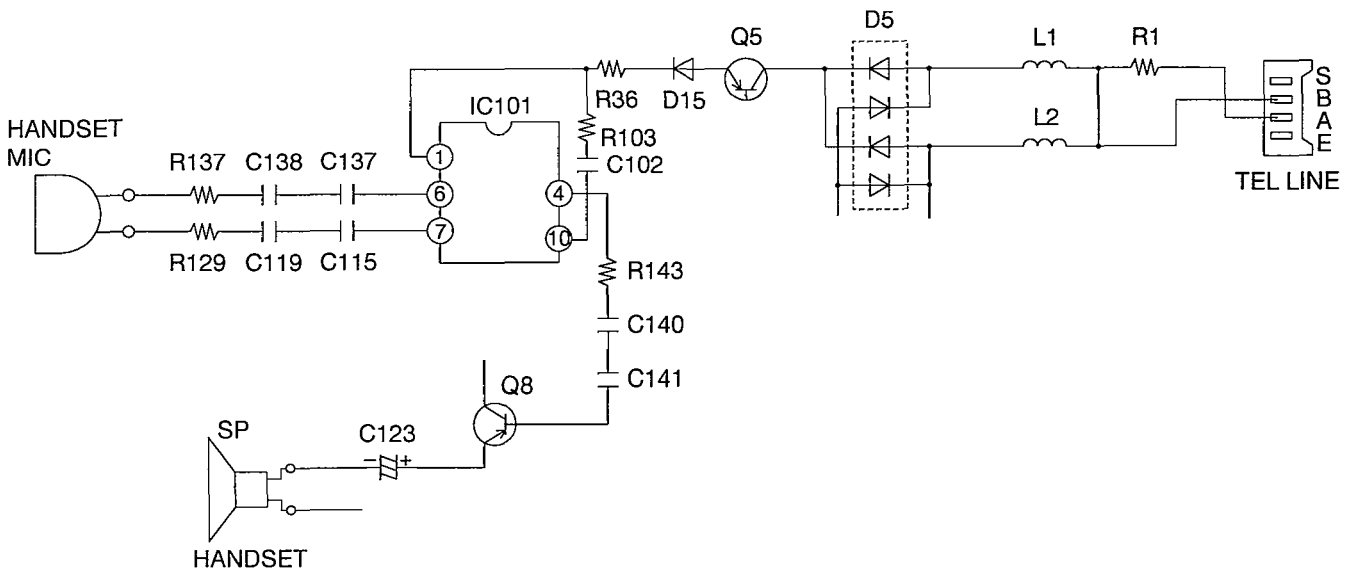 D5
Q5
L1
R1
D15
R36
IC101
R103
C102
L2
S
B
A
E
TEL LINE
HANDSET
MIC
R137 C138 C137
1
6
4
7
10
R129 C119 C115
R143
C140
C141
Q8
SP
C123
- +
HANDSET